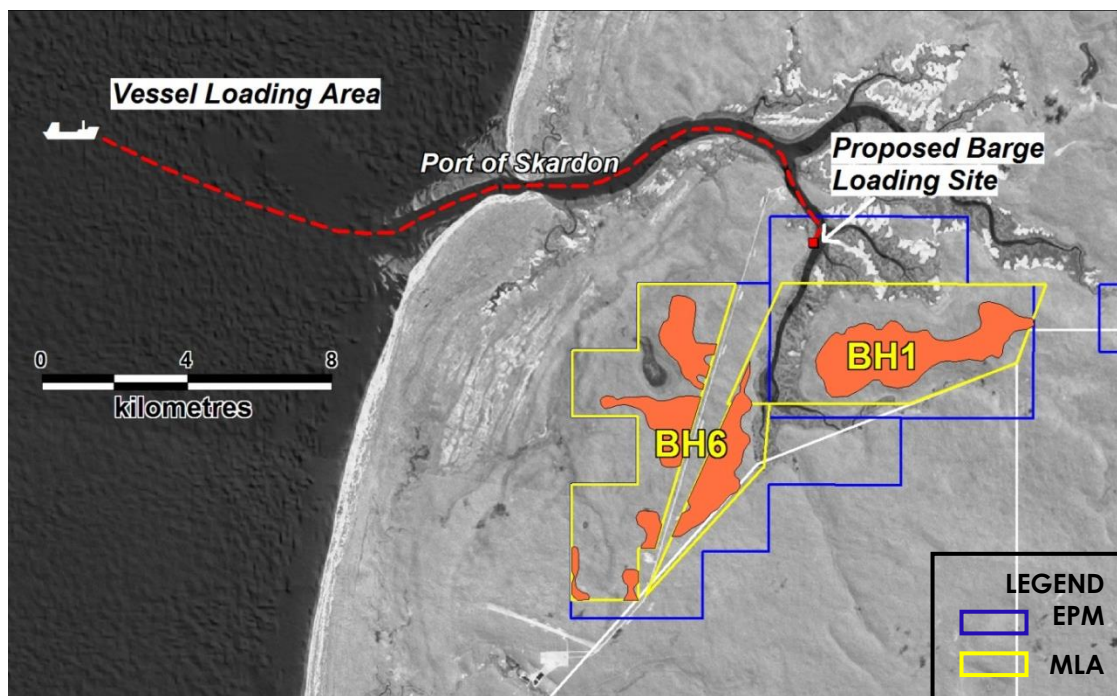 Vessel Loading Area
Port of Skardon
Proposed Barge
Loading Site
0 4 8
kilometres
BH1
BH6
LEGEND
EPM
MLA